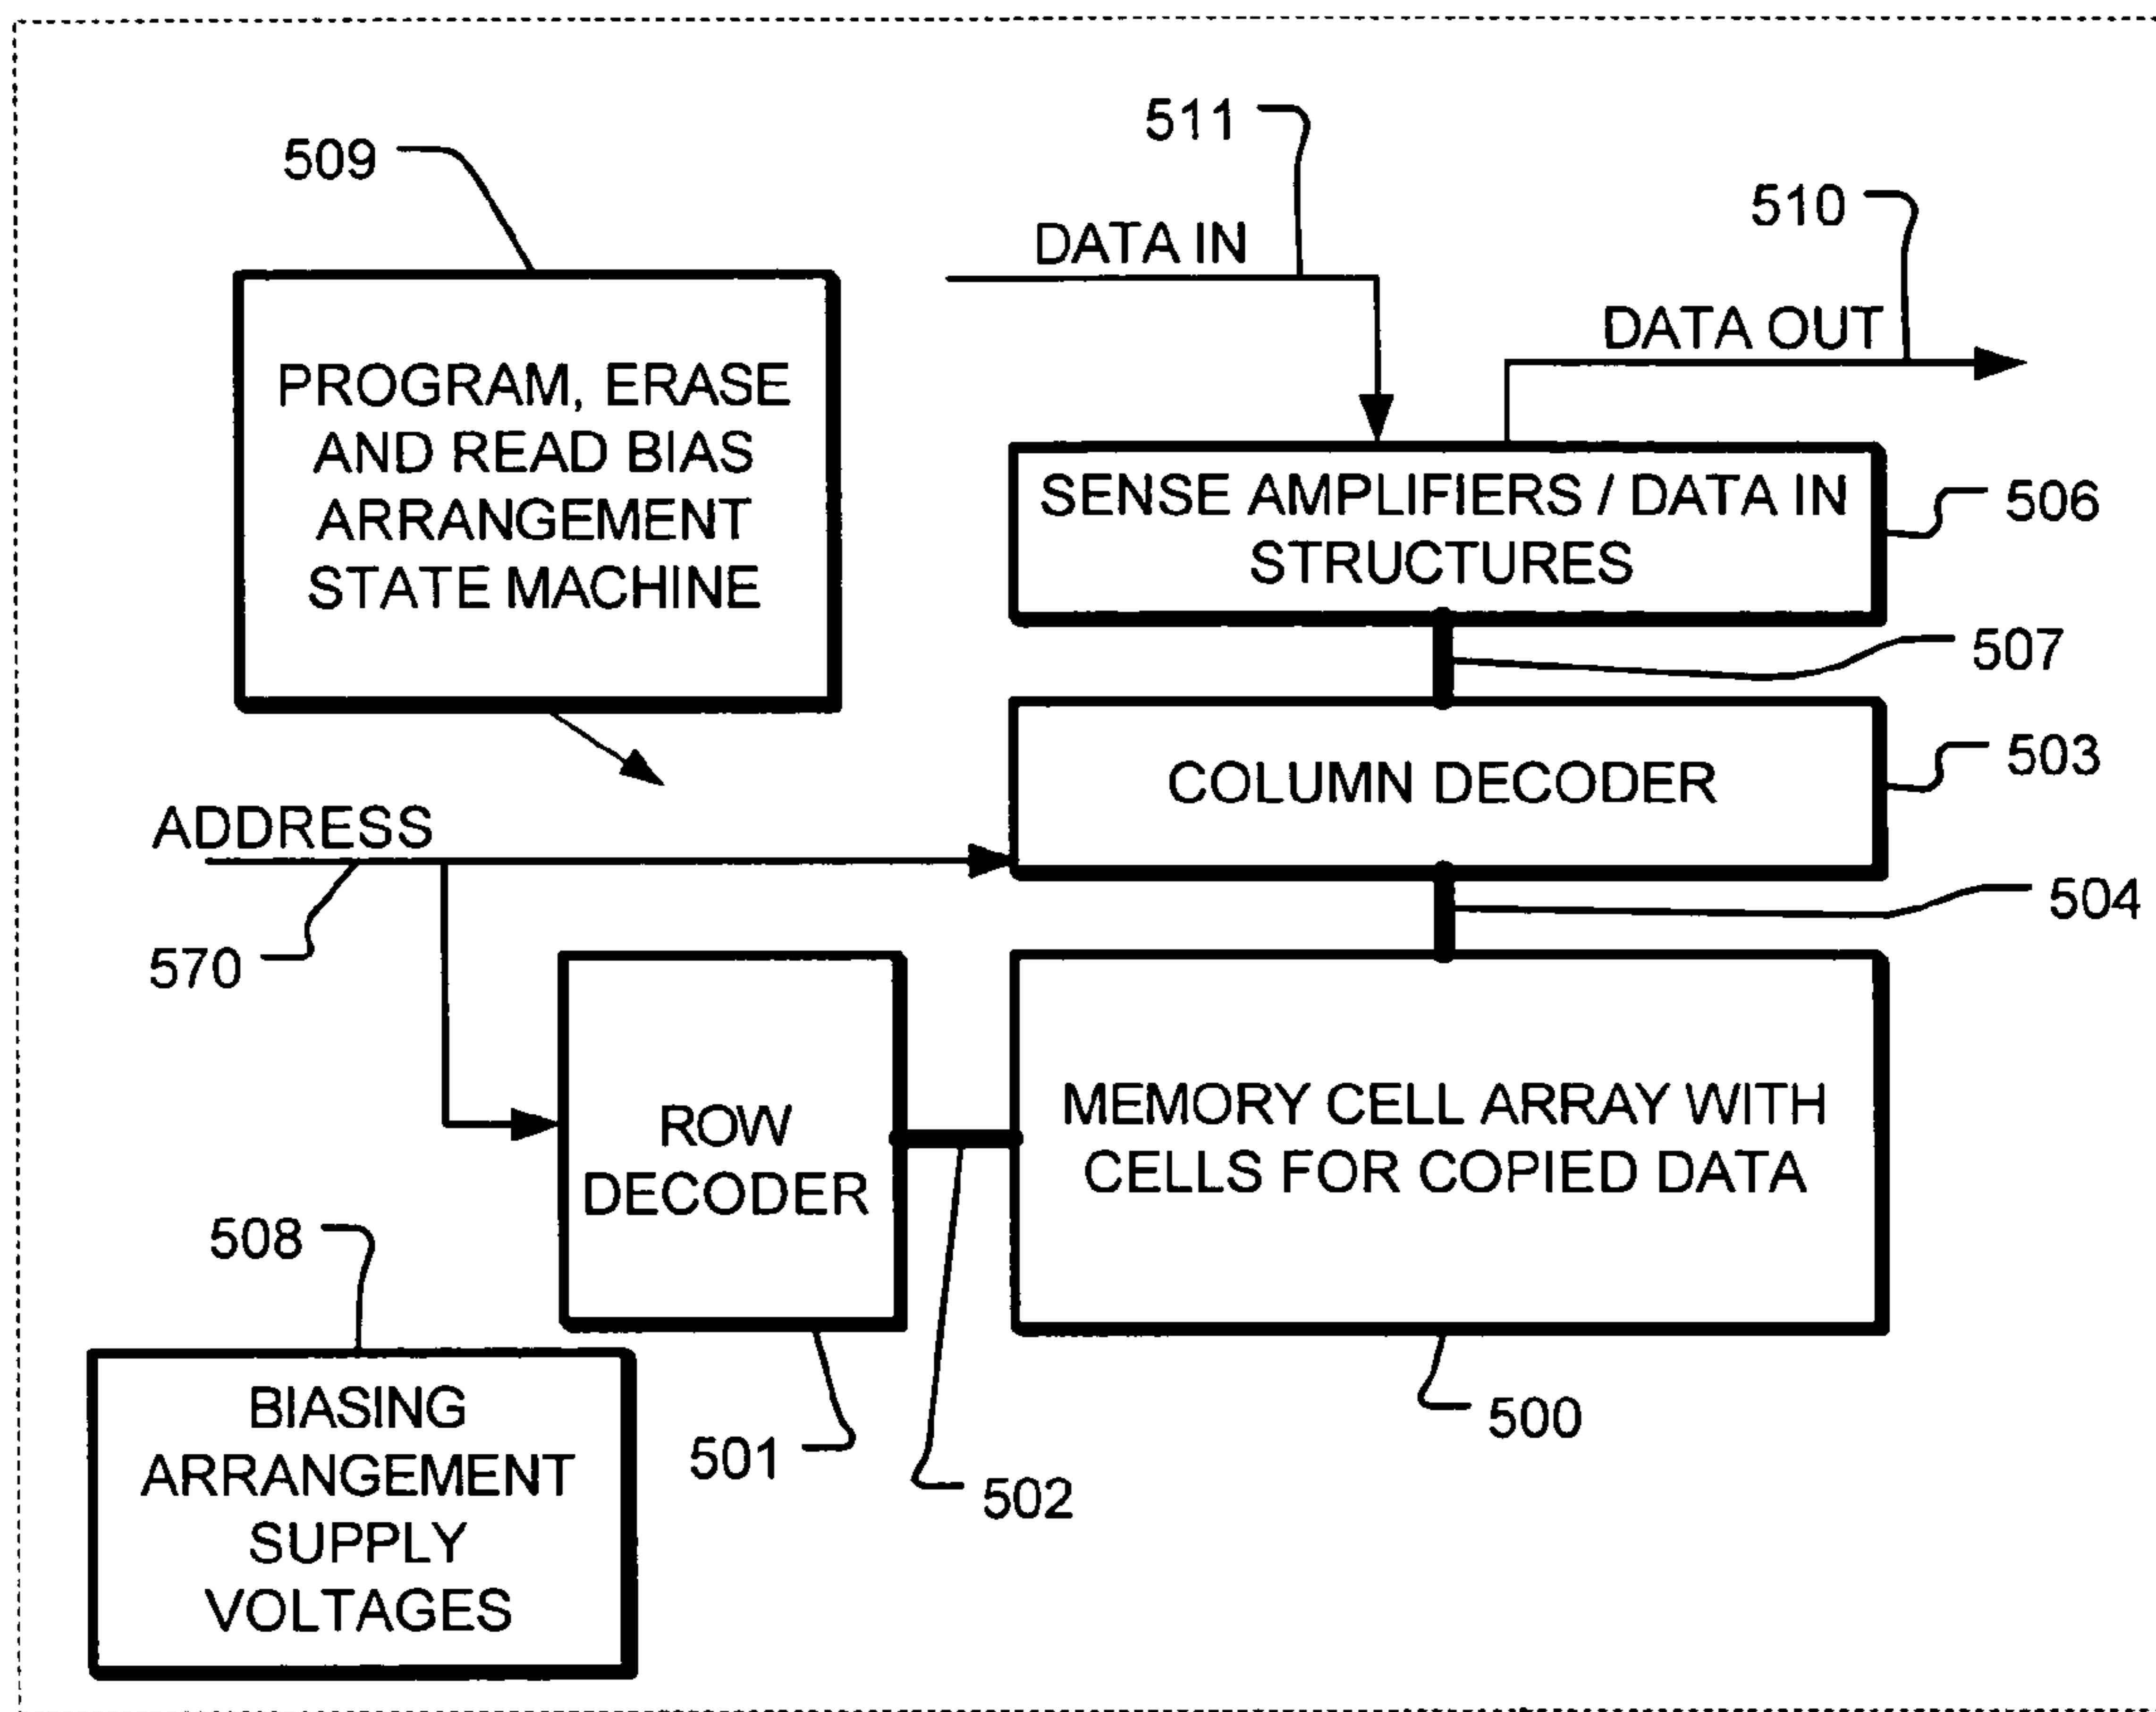 511
509
510
DATA IN
DATA OUT
PROGRAM, ERASE
AND READ BIAS
ARRANGEMENT
STATE MACHINE
SENSE AMPLIFIERS / DATA IN
STRUCTURES
506
507
COLUMN DECODER
503
ADDRESS
504
570
ROW
DECODER
MEMORY CELL ARRAY WITH
CELLS FOR COPIED DATA
508
BIASING
ARRANGEMENT
SUPPLY
VOLTAGES
501
502
500